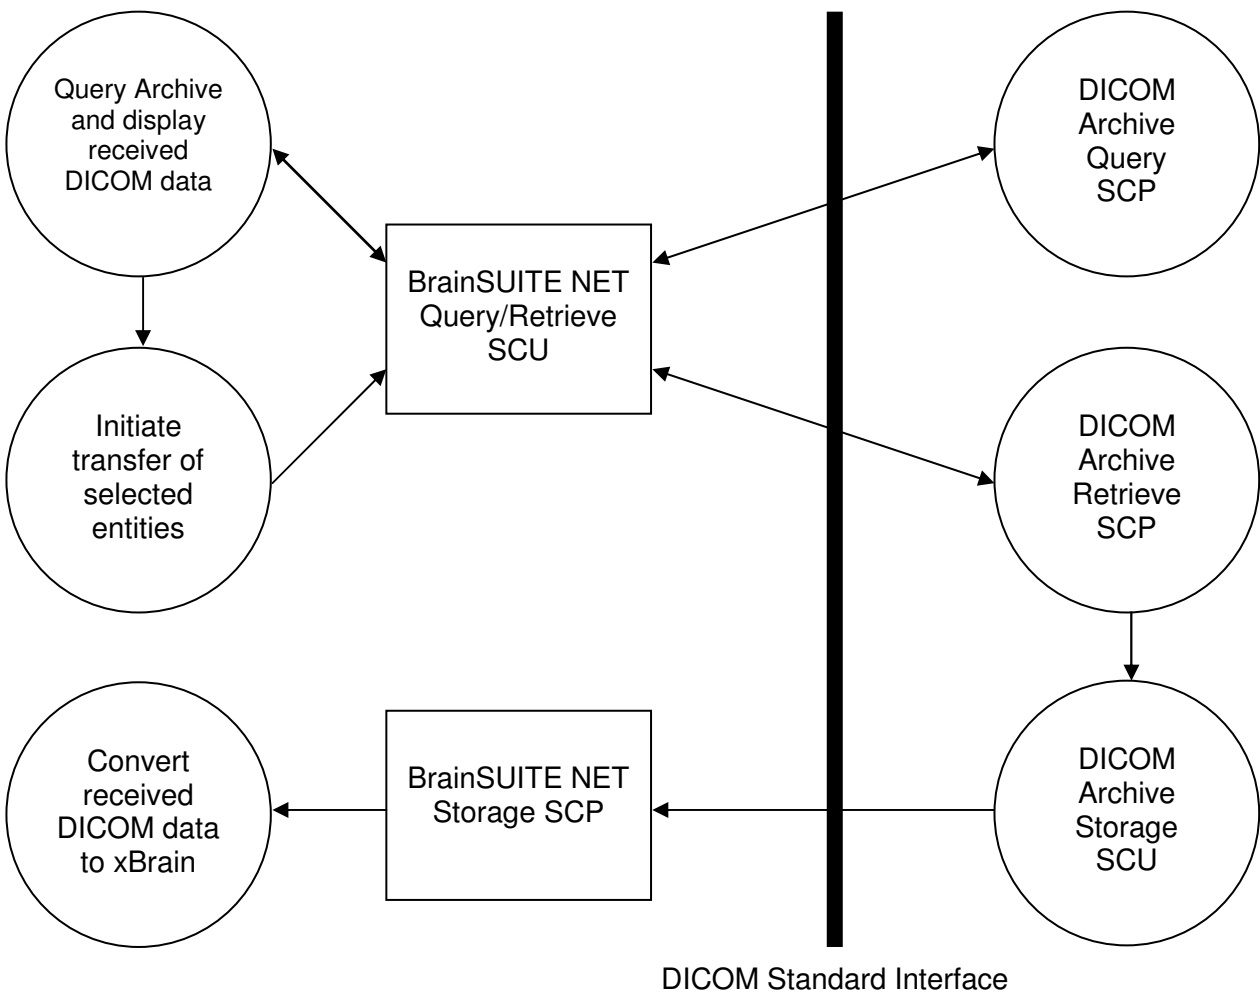 Query Archive
and display
received
DICOM data
DICOM
Archive
Query
SCP
BrainSUITE NET
Query/Retrieve
SCU
Initiate
transfer of
selected
entities
DICOM
Archive
Retrieve
SCP
Convert
received
DICOM data
to xBrain
BrainSUITE NET
Storage SCP
DICOM
Archive
Storage
SCU
DICOM Standard Interface